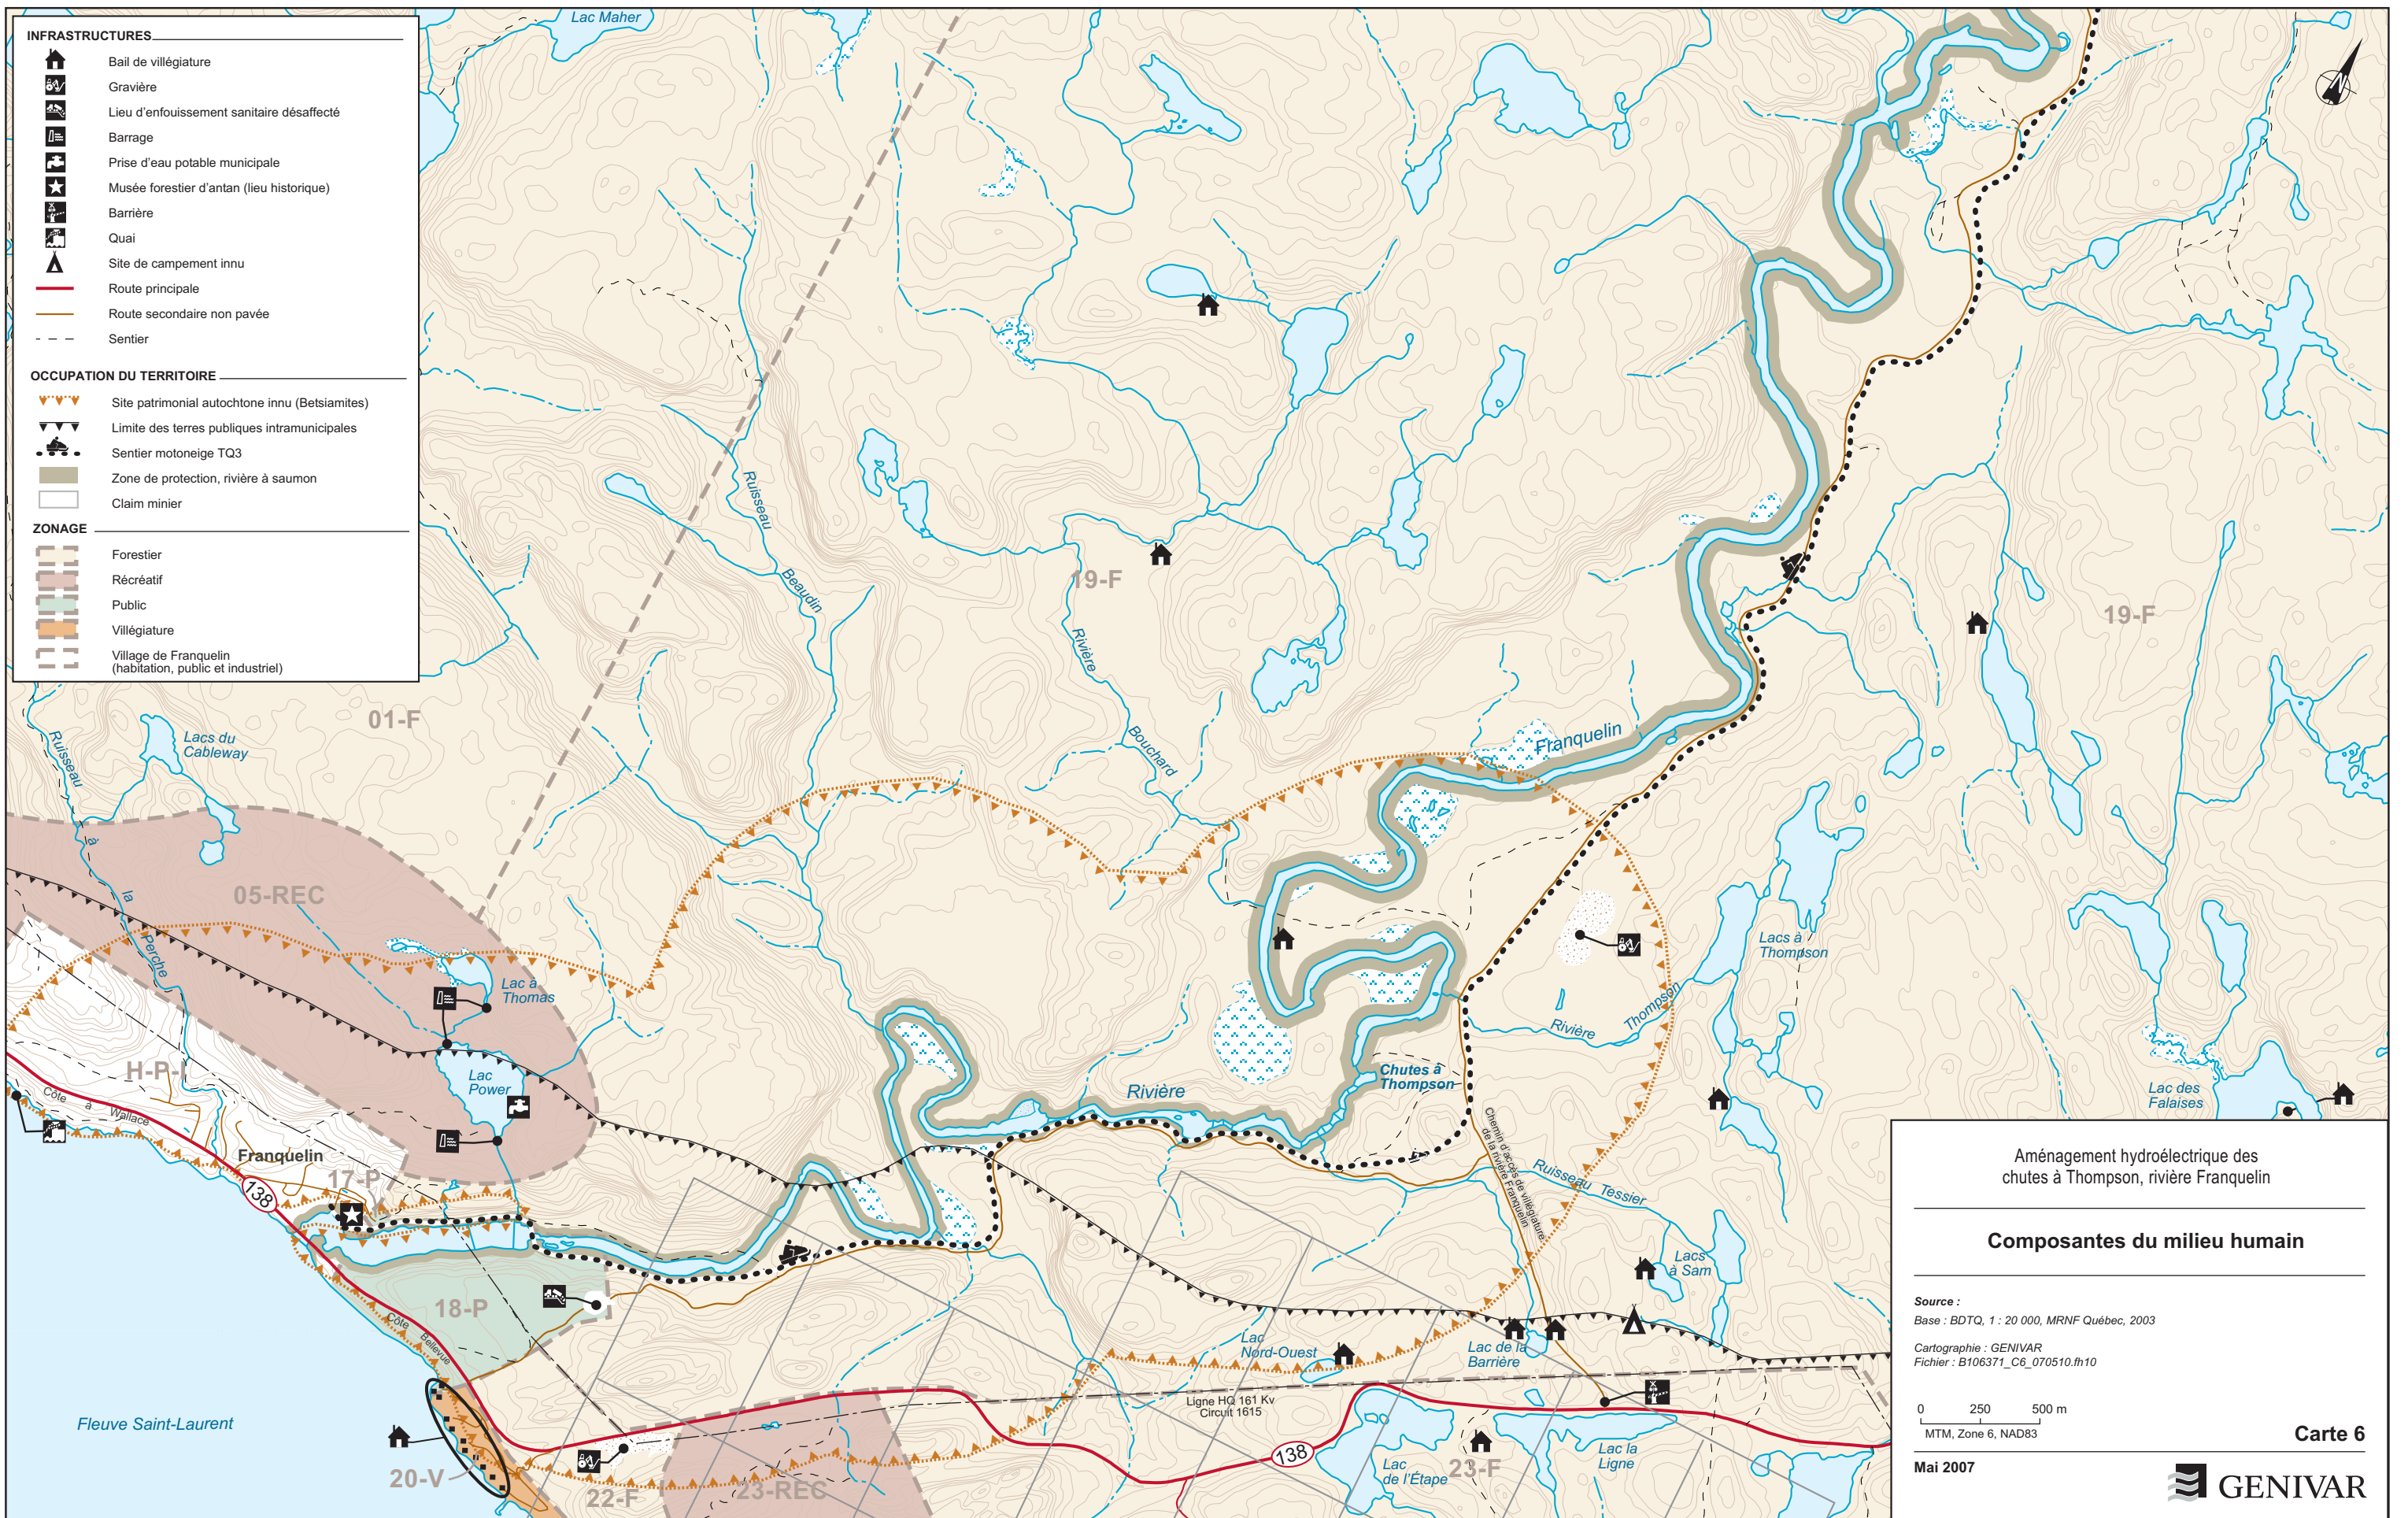 INFRASTRUCTURES
Bail de villégiature
Gravière
Lieu d'enfouissement sanitaire désaffecté
Barrage
Prise d'eau potable municipale
Musée forestier d'antan (lieu historique)
Barrière
Quai
Site de campement innu
Route principale
Route secondaire non pavée
Sentier
OCCUPATION DU TERRITOIRE
Site patrimonial autochtone innu (Betsiamites)
Limite des terres publiques intramunicipales
Sentier motoneige TQ3
Zone de protection, rivière à saumon
Claim minier
ZONAGE
Forestier
Récréatif
Public
Villégiature
Village de Franquelin
(habitation, public et industriel)
Lac Maher
N
Ruisseau
Beaudin
19-F
Rivière
Bouchard
19-F
01-F
Lacs du
Cableway
Ruisseau
à
la
Perche
Franquelin
05-REC
Lac à
Thomas
Lacs à
Thompson
Rivière
Thompson
H-P-I
Lac
Power
Rivière
Chutes à
Thompson
Lac des
Falaises
Côte à Wallace
Franquelin
17-P
138
Chemin d'accès de villégiature
de la rivière Franquelin
Ruisseau Tessier
Lacs
à Sam
18-P
Côte Bellevue
Lac
Nord-Ouest
Lac de la
Barrière
Ligne HQ 161 Kv
Circuit 1615
Fleuve Saint-Laurent
138
20-V
22-F
23-REC
Lac
de l'Étape
23-F
Lac la
Ligne
Aménagement hydroélectrique des
chutes à Thompson, rivière Franquelin
Composantes du milieu humain
Source :
Base : BDTQ, 1 : 20 000, MRNF Québec, 2003
Cartographie : GENIVAR
Fichier : B106371_C6_070510.fh10
0 250 500 m
MTM, Zone 6, NAD83
Carte 6
Mai 2007
GENIVAR